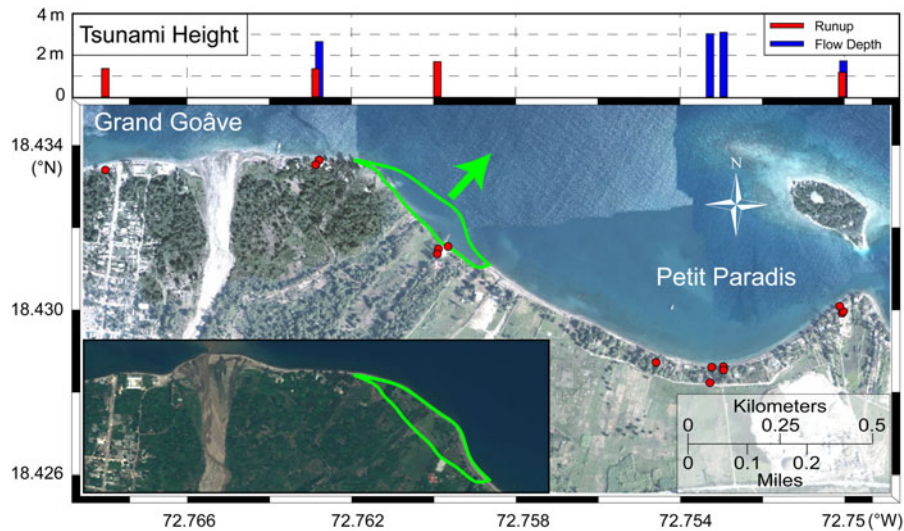 4 m
Tsunami Height
2 m
0
Runup
Flow Depth
Grand Goâve
18.434
(°N)
N
Petit Paradis
18.430
18.426
Kilometers
0 0.25 0.5
0 0.1 0.2
Miles
72.766 72.762 72.758 72.754 72.75 (°W)